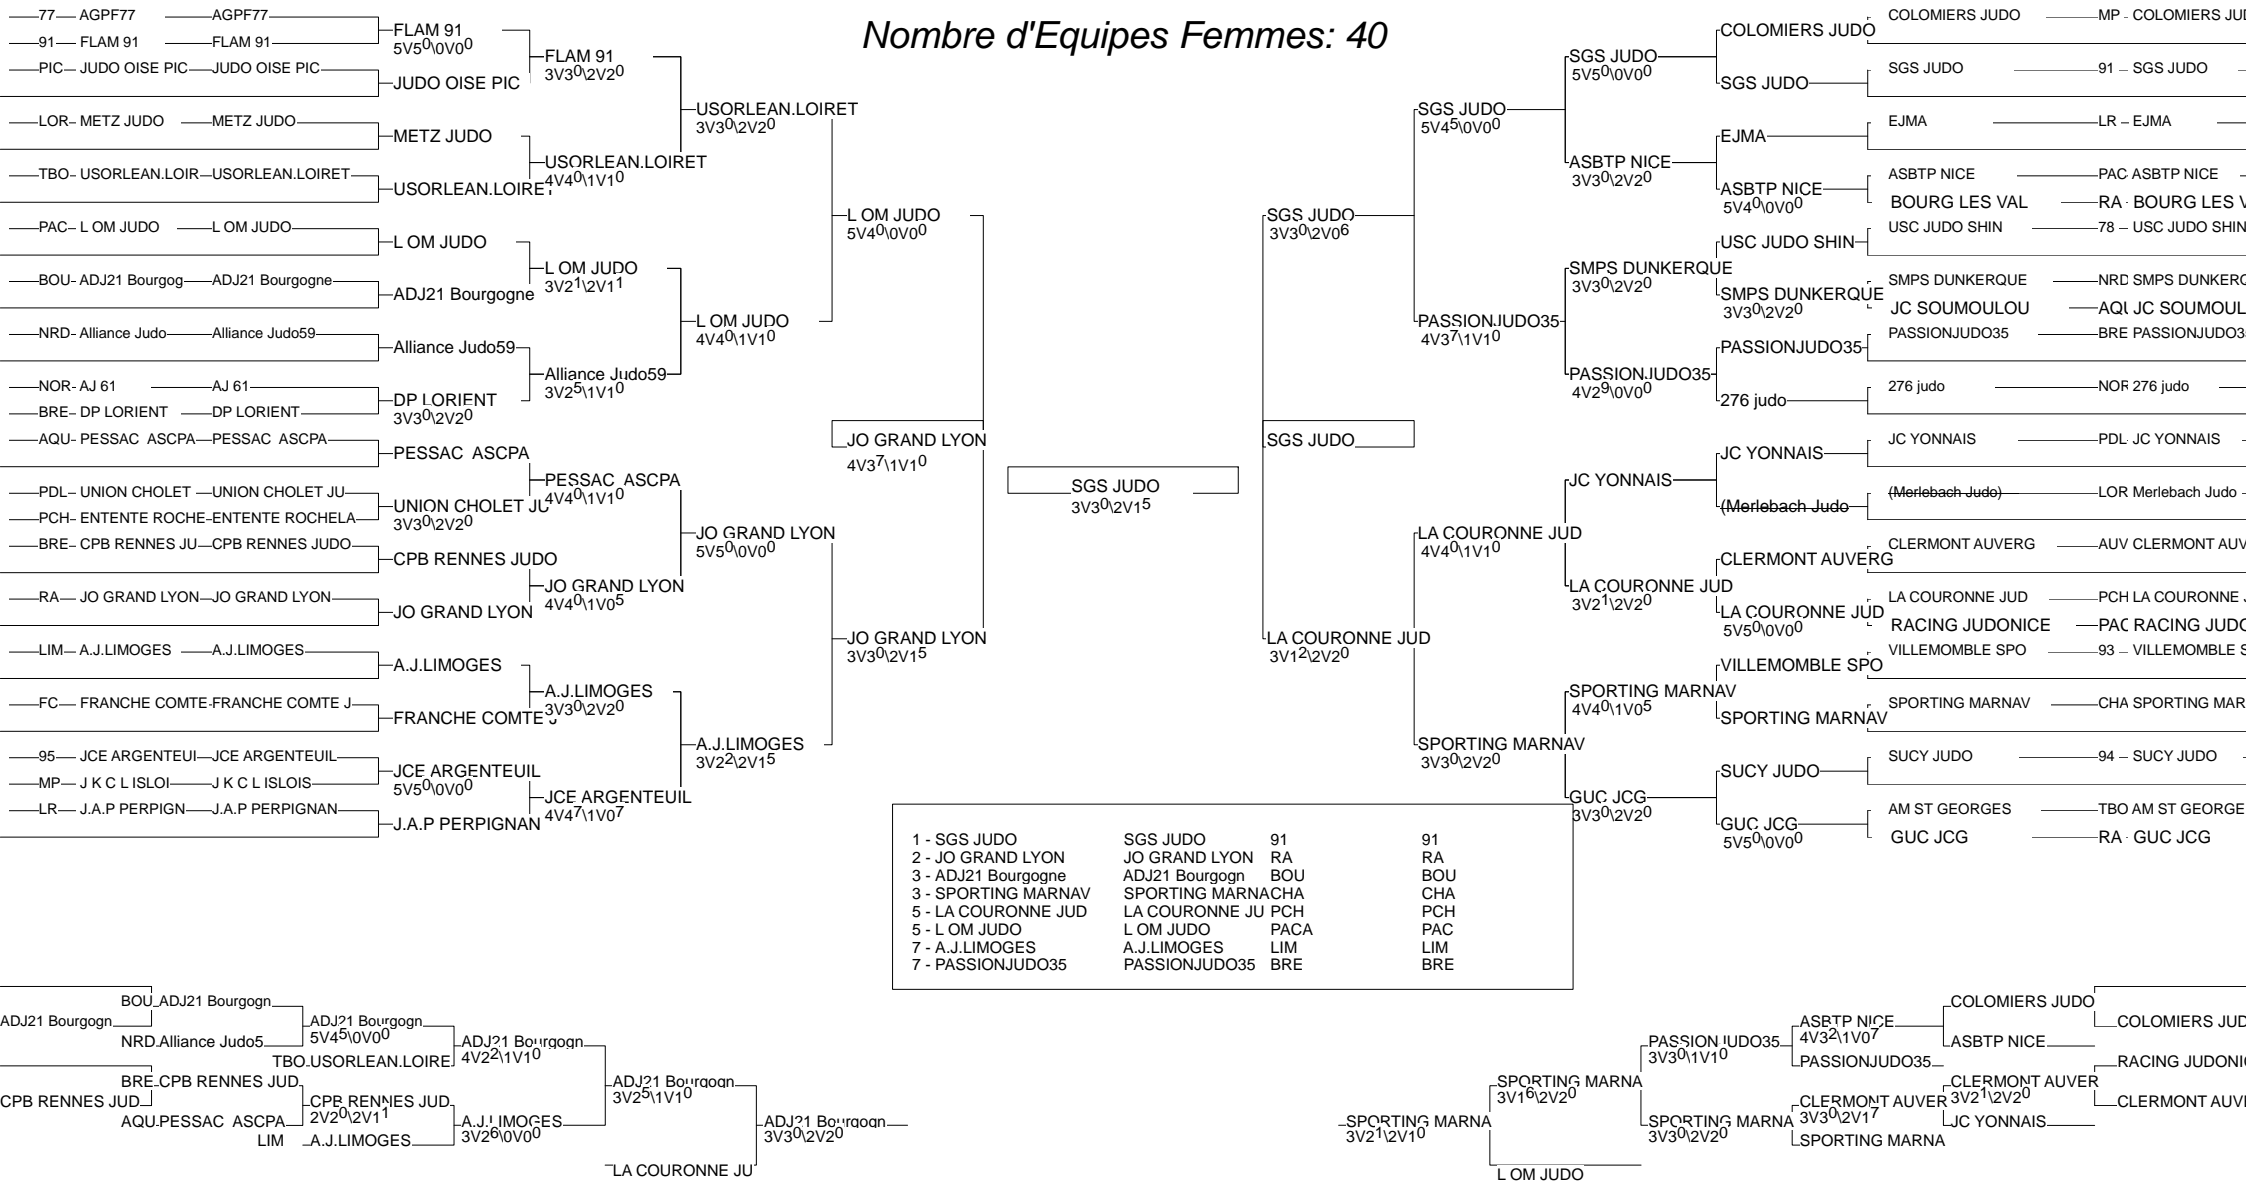 Nombre d'Equipes Femmes: 40
77 AGPF77 AGPF77
91 FLAM 91 FLAM 91
PIC JUDO OISE PIC JUDO OISE PIC
LOR METZ JUDO METZ JUDO
TBO USORLEAN.LOIR USORLEAN.LOIRET
PAC L OM JUDO L OM JUDO
BOU ADJ21 Bourgog ADJ21 Bourgogne
NRD Alliance Judo Alliance Judo59
NOR AJ 61 AJ 61
BRE DP LORIENT DP LORIENT
AQU PESSAC ASCPA PESSAC ASCPA
PDL UNION CHOLET UNION CHOLET JU
PCH ENTENTE ROCHE ENTENTE ROCHELA
BRE CPB RENNES JU CPB RENNES JUDO
RA JO GRAND LYON JO GRAND LYON
LIM A.J.LIMOGES A.J.LIMOGES
FC FRANCHE COMTE FRANCHE COMTE J
95 JCE ARGENTEUI JCE ARGENTEUIL
MP J K C L ISLOI J K C L ISLOIS
LR J.A.P PERPIGN J.A.P PERPIGNAN
FLAM 91
5V50\0V00
JUDO OISE PIC
METZ JUDO
USORLEAN.LOIRET
L OM JUDO
ADJ21 Bourgogne
Alliance Judo59
DP LORIENT
3V30\2V20
PESSAC ASCPA
UNION CHOLET JU
3V30\2V20
CPB RENNES JUDO
JO GRAND LYON
A.J.LIMOGES
FRANCHE COMTE J
JCE ARGENTEUIL
5V50\0V00
J.A.P PERPIGNAN
FLAM 91
3V30\2V20
USORLEAN.LOIRET
4V40\1V10
L OM JUDO
3V21\2V11
Alliance Judo59
3V25\1V10
PESSAC ASCPA
4V40\1V10
JO GRAND LYON
4V40\1V05
A.J.LIMOGES
3V30\2V20
JCE ARGENTEUIL
4V47\1V07
USORLEAN.LOIRET
3V30\2V20
L OM JUDO
4V40\1V10
JO GRAND LYON
5V50\0V00
A.J.LIMOGES
3V22\2V15
L OM JUDO
5V40\0V00
JO GRAND LYON
3V30\2V15
JO GRAND LYON
4V37\1V10
SGS JUDO
3V30\2V15
SGS JUDO
SGS JUDO
3V30\2V06
LA COURONNE JUD
3V12\2V20
SGS JUDO
5V45\0V00
PASSIONJUDO35
4V37\1V10
LA COURONNE JUD
4V40\1V10
SPORTING MARNAV
3V30\2V20
SGS JUDO
5V50\0V00
ASBTP NICE
3V30\2V20
SMPS DUNKERQUE
3V30\2V20
PASSIONJUDO35
4V29\0V00
JC YONNAIS
LA COURONNE JUD
3V21\2V20
SPORTING MARNAV
4V40\1V05
GUC JCG
3V30\2V20
COLOMIERS JUDO
SGS JUDO
EJMA
ASBTP NICE
5V40\0V00
USC JUDO SHIN
SMPS DUNKERQUE
3V30\2V20
PASSIONJUDO35
276 judo
JC YONNAIS
(Merlebach Judo
CLERMONT AUVERG
LA COURONNE JUD
5V50\0V00
VILLEMOMBLE SPO
SPORTING MARNAV
SUCY JUDO
GUC JCG
5V50\0V00
COLOMIERS JUDO MP - COLOMIERS JUD
SGS JUDO 91 - SGS JUDO
EJMA LR - EJMA
ASBTP NICE PAC ASBTP NICE
BOURG LES VAL RA - BOURG LES V
USC JUDO SHIN 78 - USC JUDO SHIN
SMPS DUNKERQUE NRD SMPS DUNKERQ
JC SOUMOULOU AQU JC SOUMOUL
PASSIONJUDO35 BRE PASSIONJUDO3
276 judo NOR 276 judo
JC YONNAIS PDL- JC YONNAIS
(Merlebach Judo) LOR Merlebach Judo
CLERMONT AUVERG AUV CLERMONT AUV
LA COURONNE JUD PCH LA COURONNE J
RACING JUDONICE PAC RACING JUDO
VILLEMOMBLE SPO 93 - VILLEMOMBLE S
SPORTING MARNAV CHA SPORTING MAR
SUCY JUDO 94 - SUCY JUDO
AM ST GEORGES TBO AM ST GEORGE
GUC JCG RA - GUC JCG
1 - SGS JUDO SGS JUDO 91 91
2 - JO GRAND LYON JO GRAND LYON RA RA
3 - ADJ21 Bourgogne ADJ21 Bourgogn BOU BOU
3 - SPORTING MARNAV SPORTING MARNACHA CHA
5 - LA COURONNE JUD LA COURONNE JU PCH PCH
5 - L OM JUDO L OM JUDO PACA PAC
7 - A.J.LIMOGES A.J.LIMOGES LIM LIM
7 - PASSIONJUDO35 PASSIONJUDO35 BRE BRE
ADJ21 Bourgogn
CPB RENNES JUD
BOU ADJ21 Bourgogn
NRD Alliance Judo5
BRE CPB RENNES JUD
AQU PESSAC ASCPA
ADJ21 Bourgogn
5V45\0V00
TBO USORLEAN.LOIRE
CPB RENNES JUD
2V20\2V11
LIM A.J.LIMOGES
ADJ21 Bourgogn
4V22\1V10
A.J.LIMOGES
3V26\0V00
ADJ21 Bourgogn
3V25\1V10
LA COURONNE JU
ADJ21 Bourgogn
3V30\2V20
SPORTING MARNA
3V21\2V10
SPORTING MARNA
3V16\2V20
L OM JUDO
PASSIONJUDO35
3V30\1V10
SPORTING MARNA
3V30\2V20
ASBTP NICE
4V32\1V07
PASSIONJUDO35
CLERMONT AUVER
3V30\2V17
SPORTING MARNA
COLOMIERS JUDO
ASBTP NICE
CLERMONT AUVER
3V21\2V20
JC YONNAIS
COLOMIERS JUD
RACING JUDONI
CLERMONT AUV